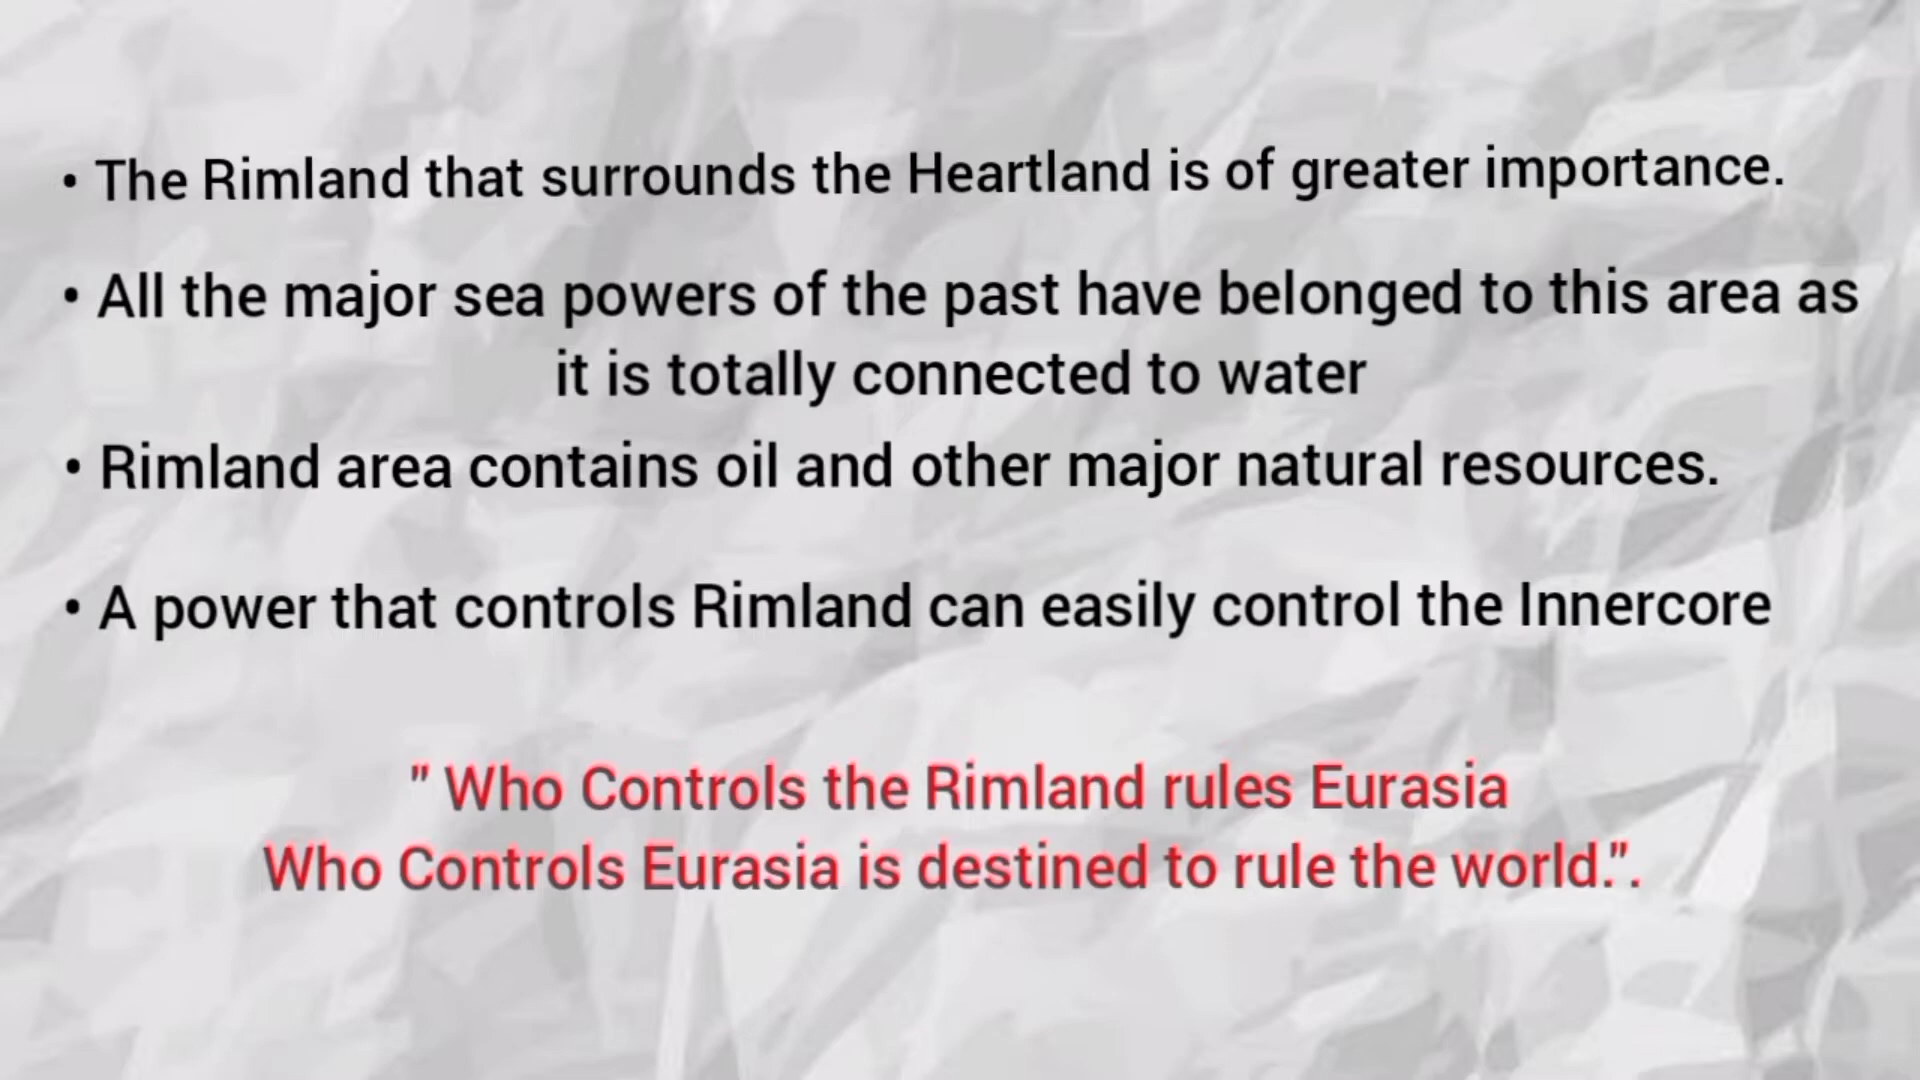 • The Rimland that surrounds the Heartland is of greater importance.
• All the major sea powers of the past have belonged to this area as
it is totally connected to water
• Rimland area contains oil and other major natural resources.
• A power that controls Rimland can easily control the Innercore
" Who Controls the Rimland rules Eurasia
Who Controls Eurasia is destined to rule the world.".